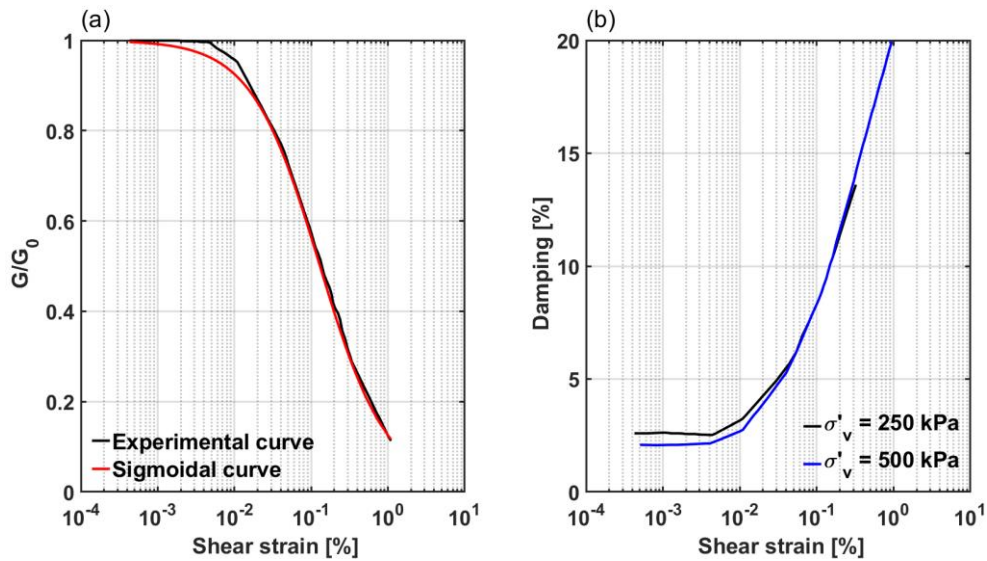 (a)
1
0.8
0.6
0.4
0.2
0
G/G₀
Experimental curve
Sigmoidal curve
10⁻⁴ 10⁻³ 10⁻² 10⁻¹ 10⁰ 10¹
Shear strain [%]
(b)
20
15
10
5
0
Damping [%]
σ'ᵥ = 250 kPa
σ'ᵥ = 500 kPa
10⁻⁴ 10⁻³ 10⁻² 10⁻¹ 10⁰ 10¹
Shear strain [%]